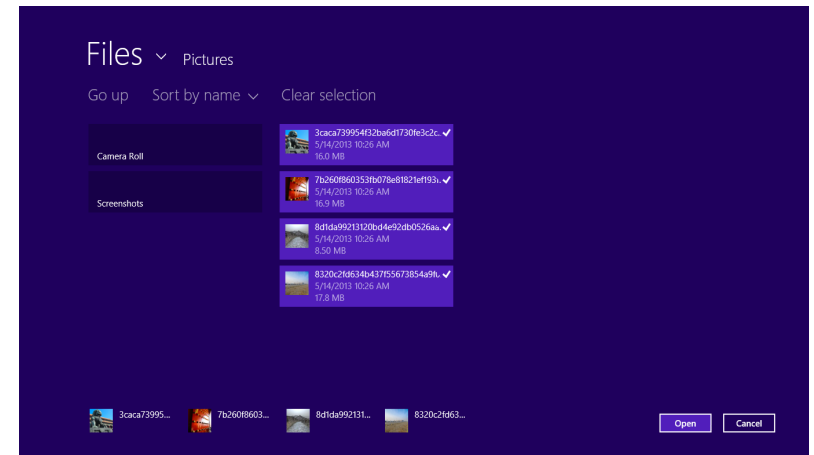 Files Pictures
Go up Sort by name Clear selection
Camera Roll
Screenshots
3caca739954f32ba6d1730fe3c2c..
5/14/2013 10:26 AM
16.0 MB
7b260f860353fb078e81821ef193..
5/14/2013 10:26 AM
16.9 MB
8d1da99213120bd4e92db0526aa..
5/14/2013 10:26 AM
8.50 MB
8320c2fd634b437f55673854a9f..
5/14/2013 10:26 AM
17.8 MB
3caca73995... 7b260f8603... 8d1da992131... 8320c2fd63...
Open Cancel